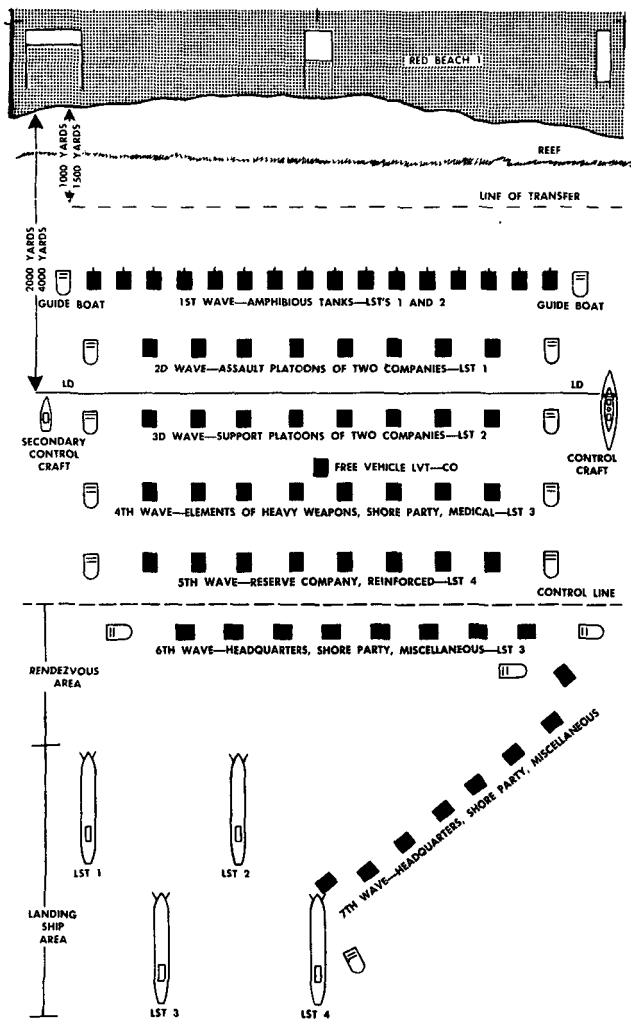 RED BEACH 1
1000 YARDS
1500 YARDS
REEF
LINE OF TRANSFER
2000 YARDS
4000 YARDS
GUIDE BOAT
1ST WAVE—AMPHIBIOUS TANKS—LST'S 1 AND 2
GUIDE BOAT
2D WAVE—ASSAULT PLATOONS OF TWO COMPANIES—LST 1
LD
LD
SECONDARY
CONTROL
CRAFT
3D WAVE—SUPPORT PLATOONS OF TWO COMPANIES—LST 2
CONTROL
CRAFT
FREE VEHICLE LVT—CO
4TH WAVE—ELEMENTS OF HEAVY WEAPONS, SHORE PARTY, MEDICAL—LST 3
5TH WAVE—RESERVE COMPANY, REINFORCED—LST 4
CONTROL LINE
6TH WAVE—HEADQUARTERS, SHORE PARTY, MISCELLANEOUS—LST 3
RENDEZVOUS
AREA
7TH WAVE—HEADQUARTERS, SHORE PARTY, MISCELLANEOUS
LST 1
LST 2
LANDING
SHIP
AREA
LST 3
LST 4